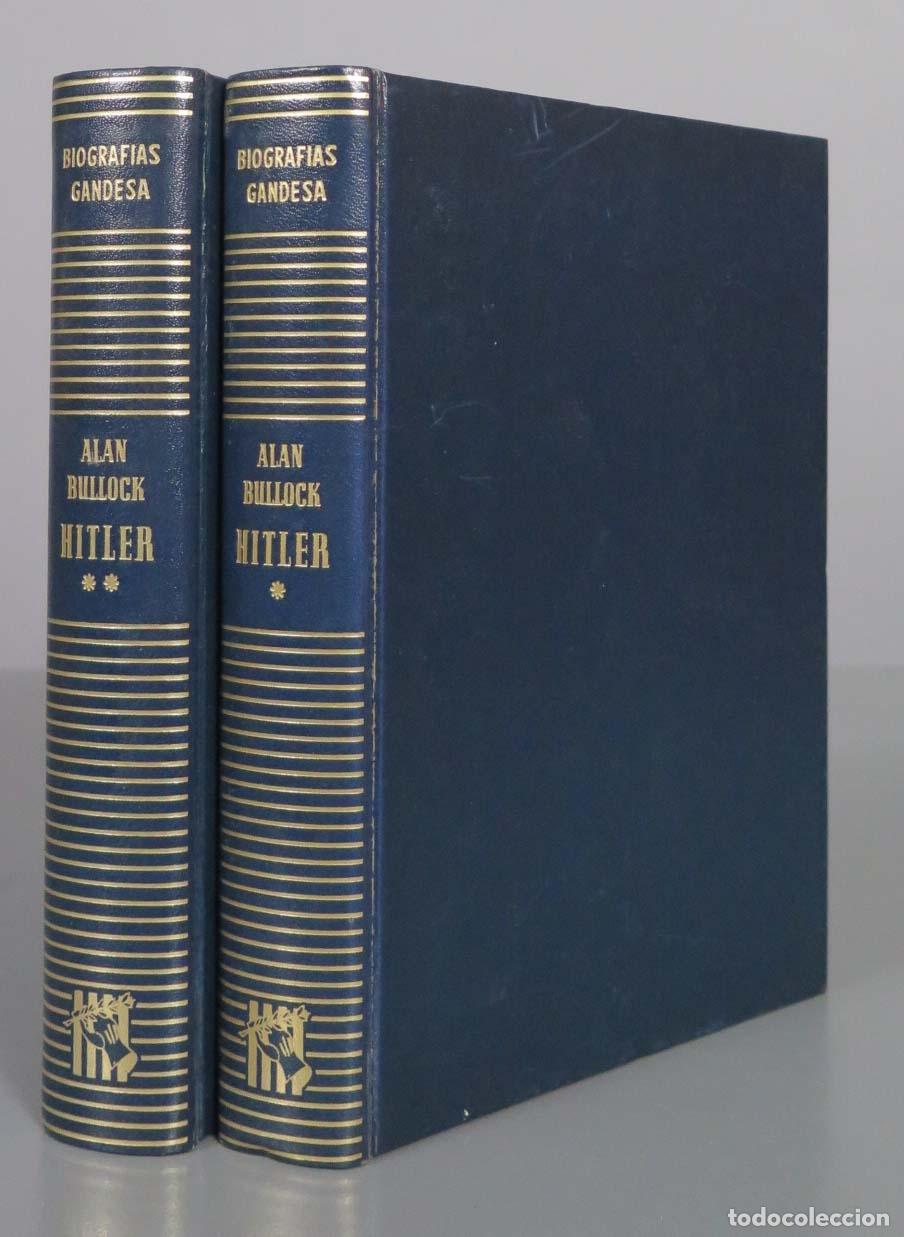 BIOGRAFIAS
GANDESA
ALAN
BULLOCK
HITLER
**
BIOGRAFIAS
GANDESA
ALAN
BULLOCK
HITLER
*
todocoleccion